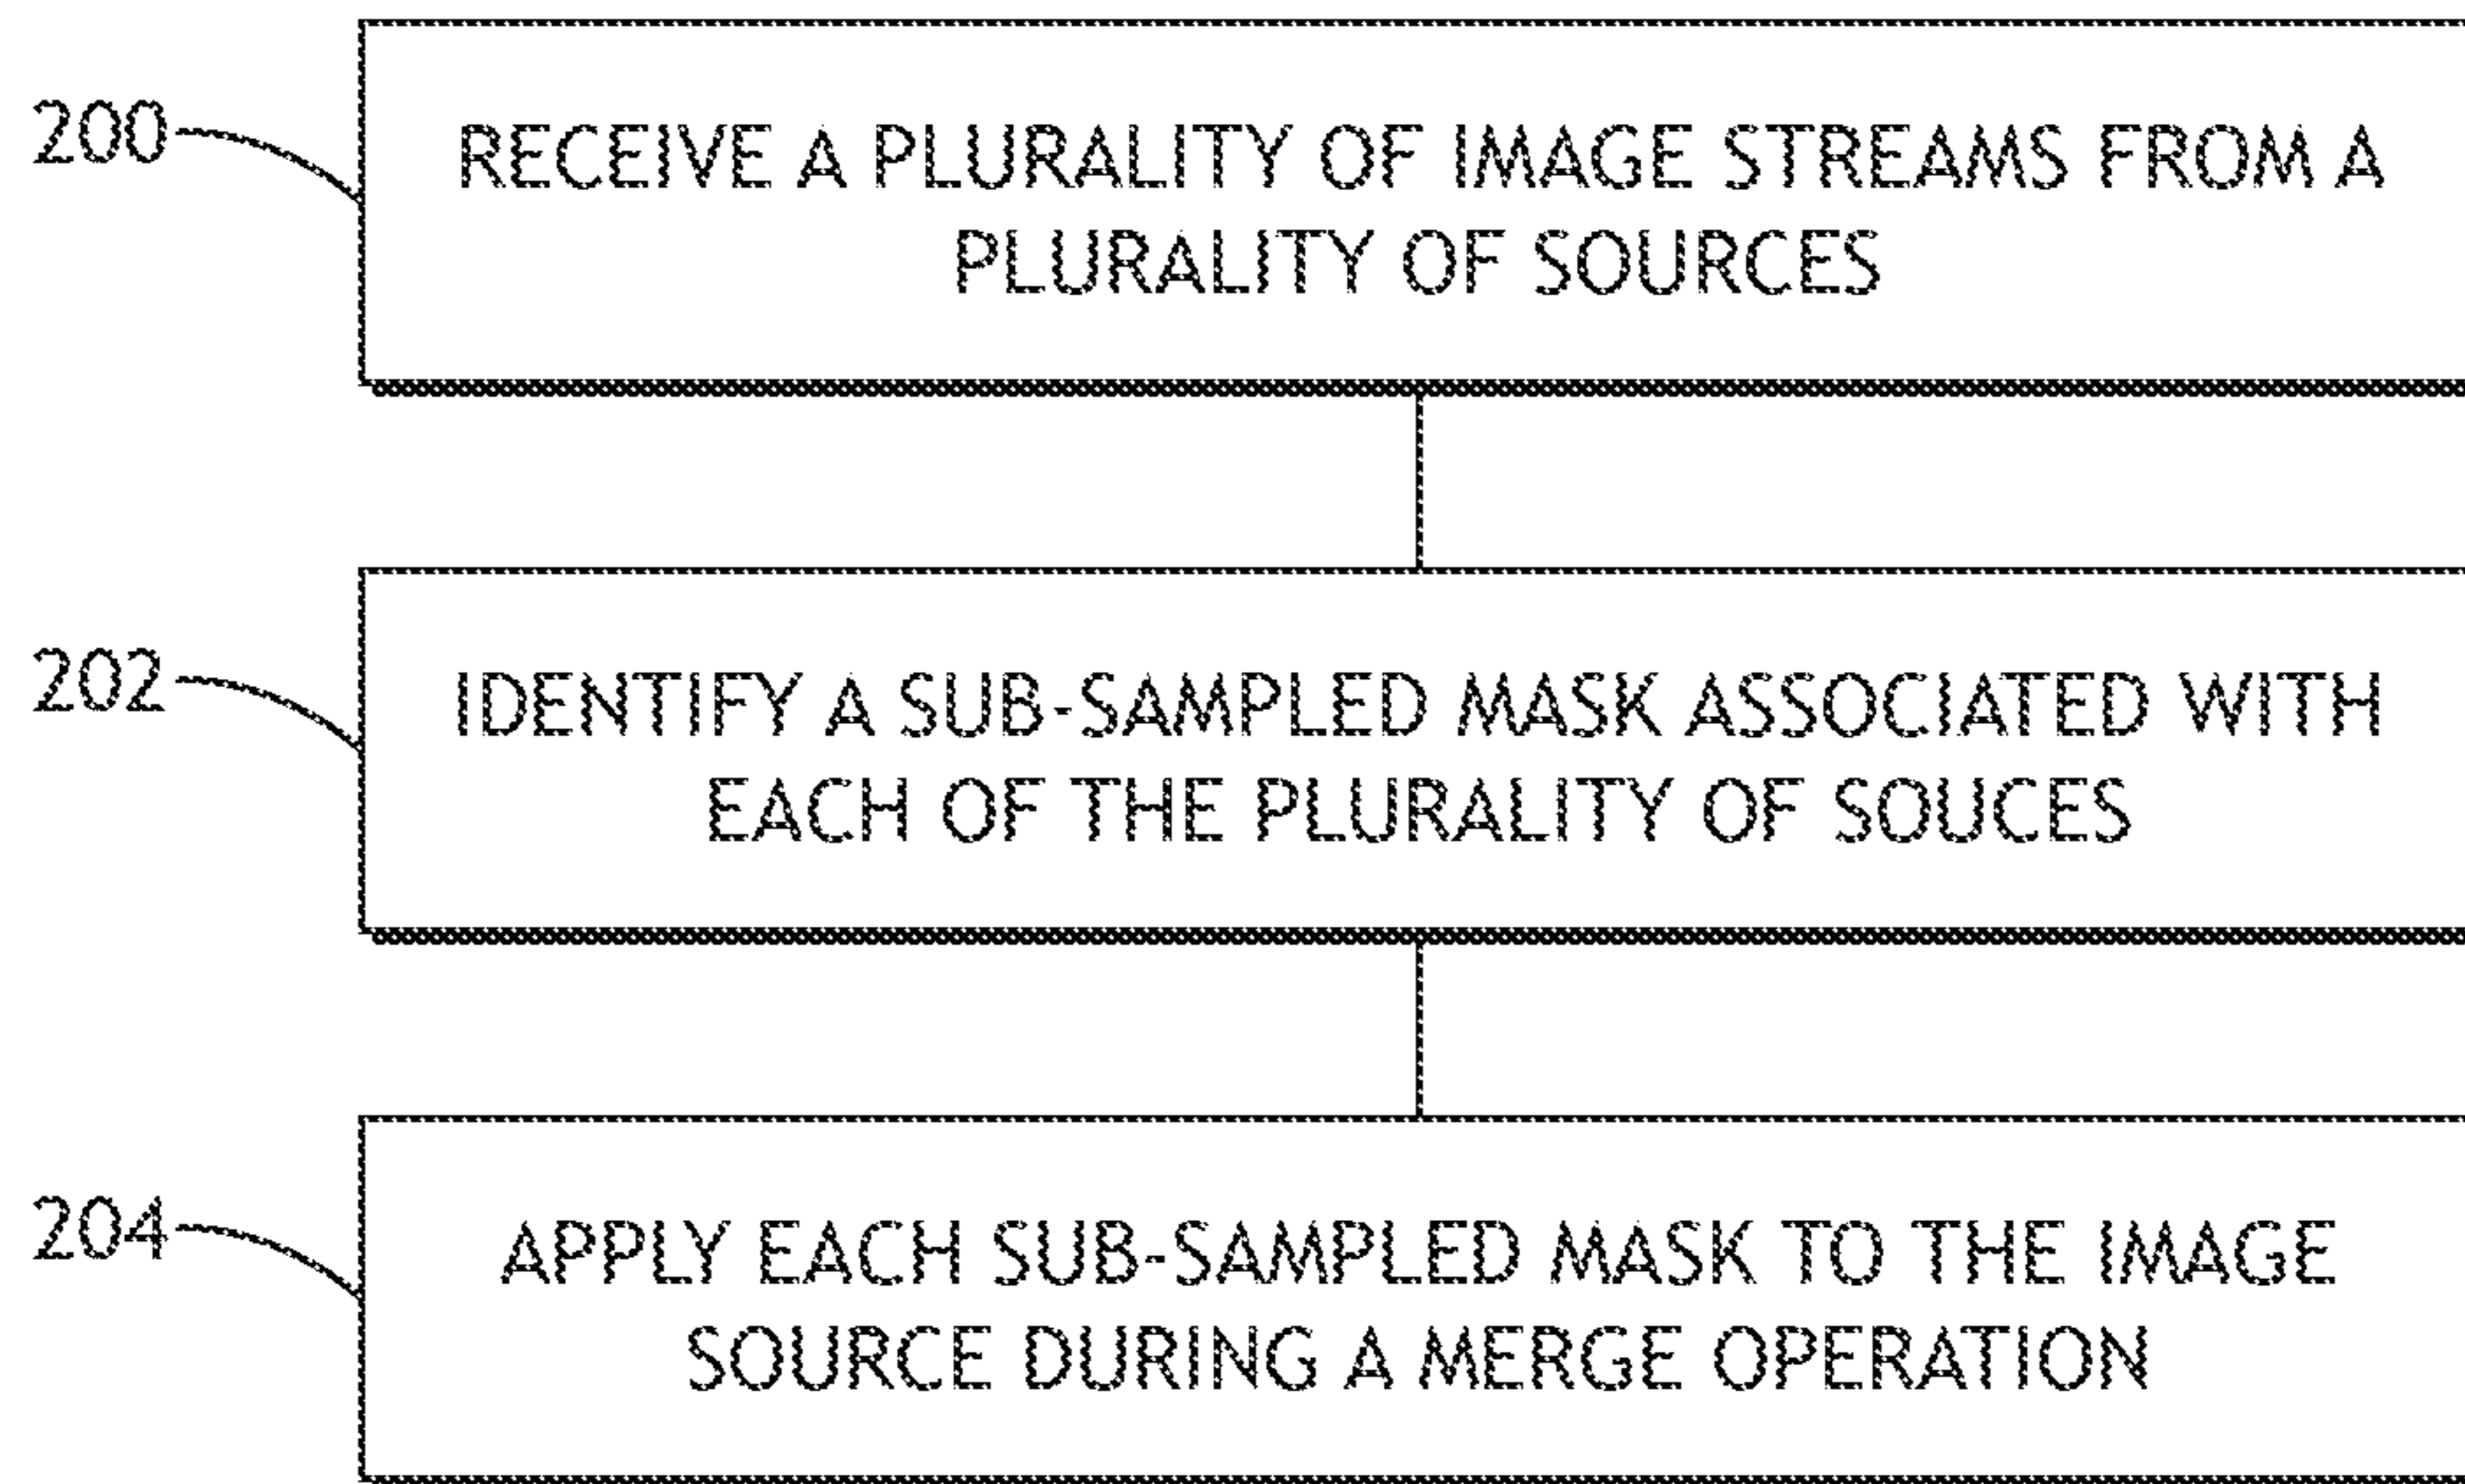 200
RECEIVE A PLURALITY OF IMAGE STREAMS FROM A
PLURALITY OF SOURCES
202
IDENTIFY A SUB-SAMPLED MASK ASSOCIATED WITH
EACH OF THE PLURALITY OF SOUCES
204
APPLY EACH SUB-SAMPLED MASK TO THE IMAGE
SOURCE DURING A MERGE OPERATION